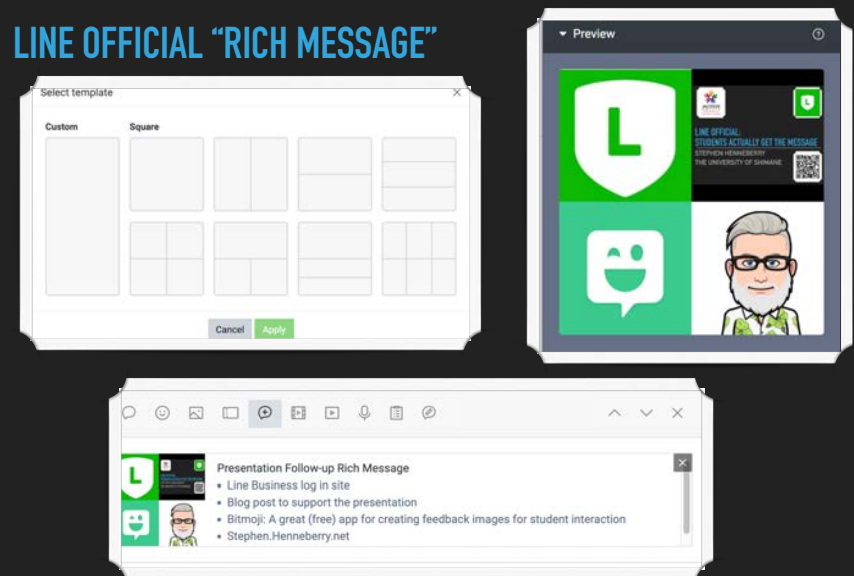 LINE OFFICIAL “RICH MESSAGE”
Select template
Custom
Square
Cancel
Apply
Preview
L
L
LINE OFFICIAL:
STUDENTS ACTUALLY GET THE MESSAGE
STEPHEN HENNEBERRY
THE UNIVERSITY OF SHIMANE
Presentation Follow-up Rich Message
Line Business log in site
Blog post to support the presentation
Bitmoji: A great (free) app for creating feedback images for student interaction
Stephen.Henneberry.net
L